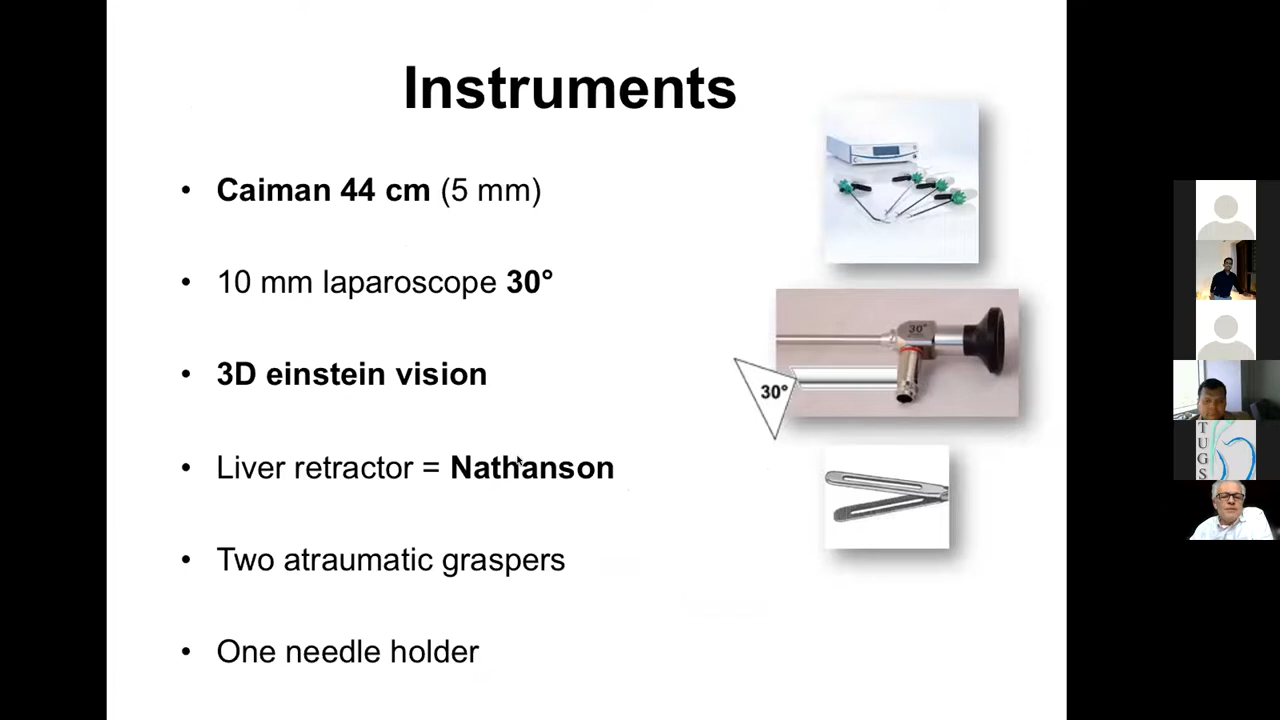 Instruments
• Caiman 44 cm (5 mm)
• 10 mm laparoscope 30°
• 3D einstein vision
• Liver retractor = Nathanson
• Two atraumatic graspers
• One needle holder
30°
30°
TUGS